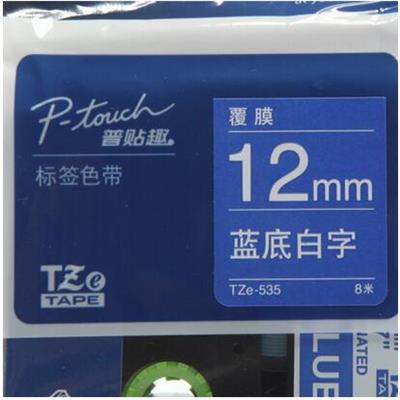 P-touch
普贴趣®
标签色带
TZe
TAPE
覆膜
12mm
蓝底白字
TZe-535
8米